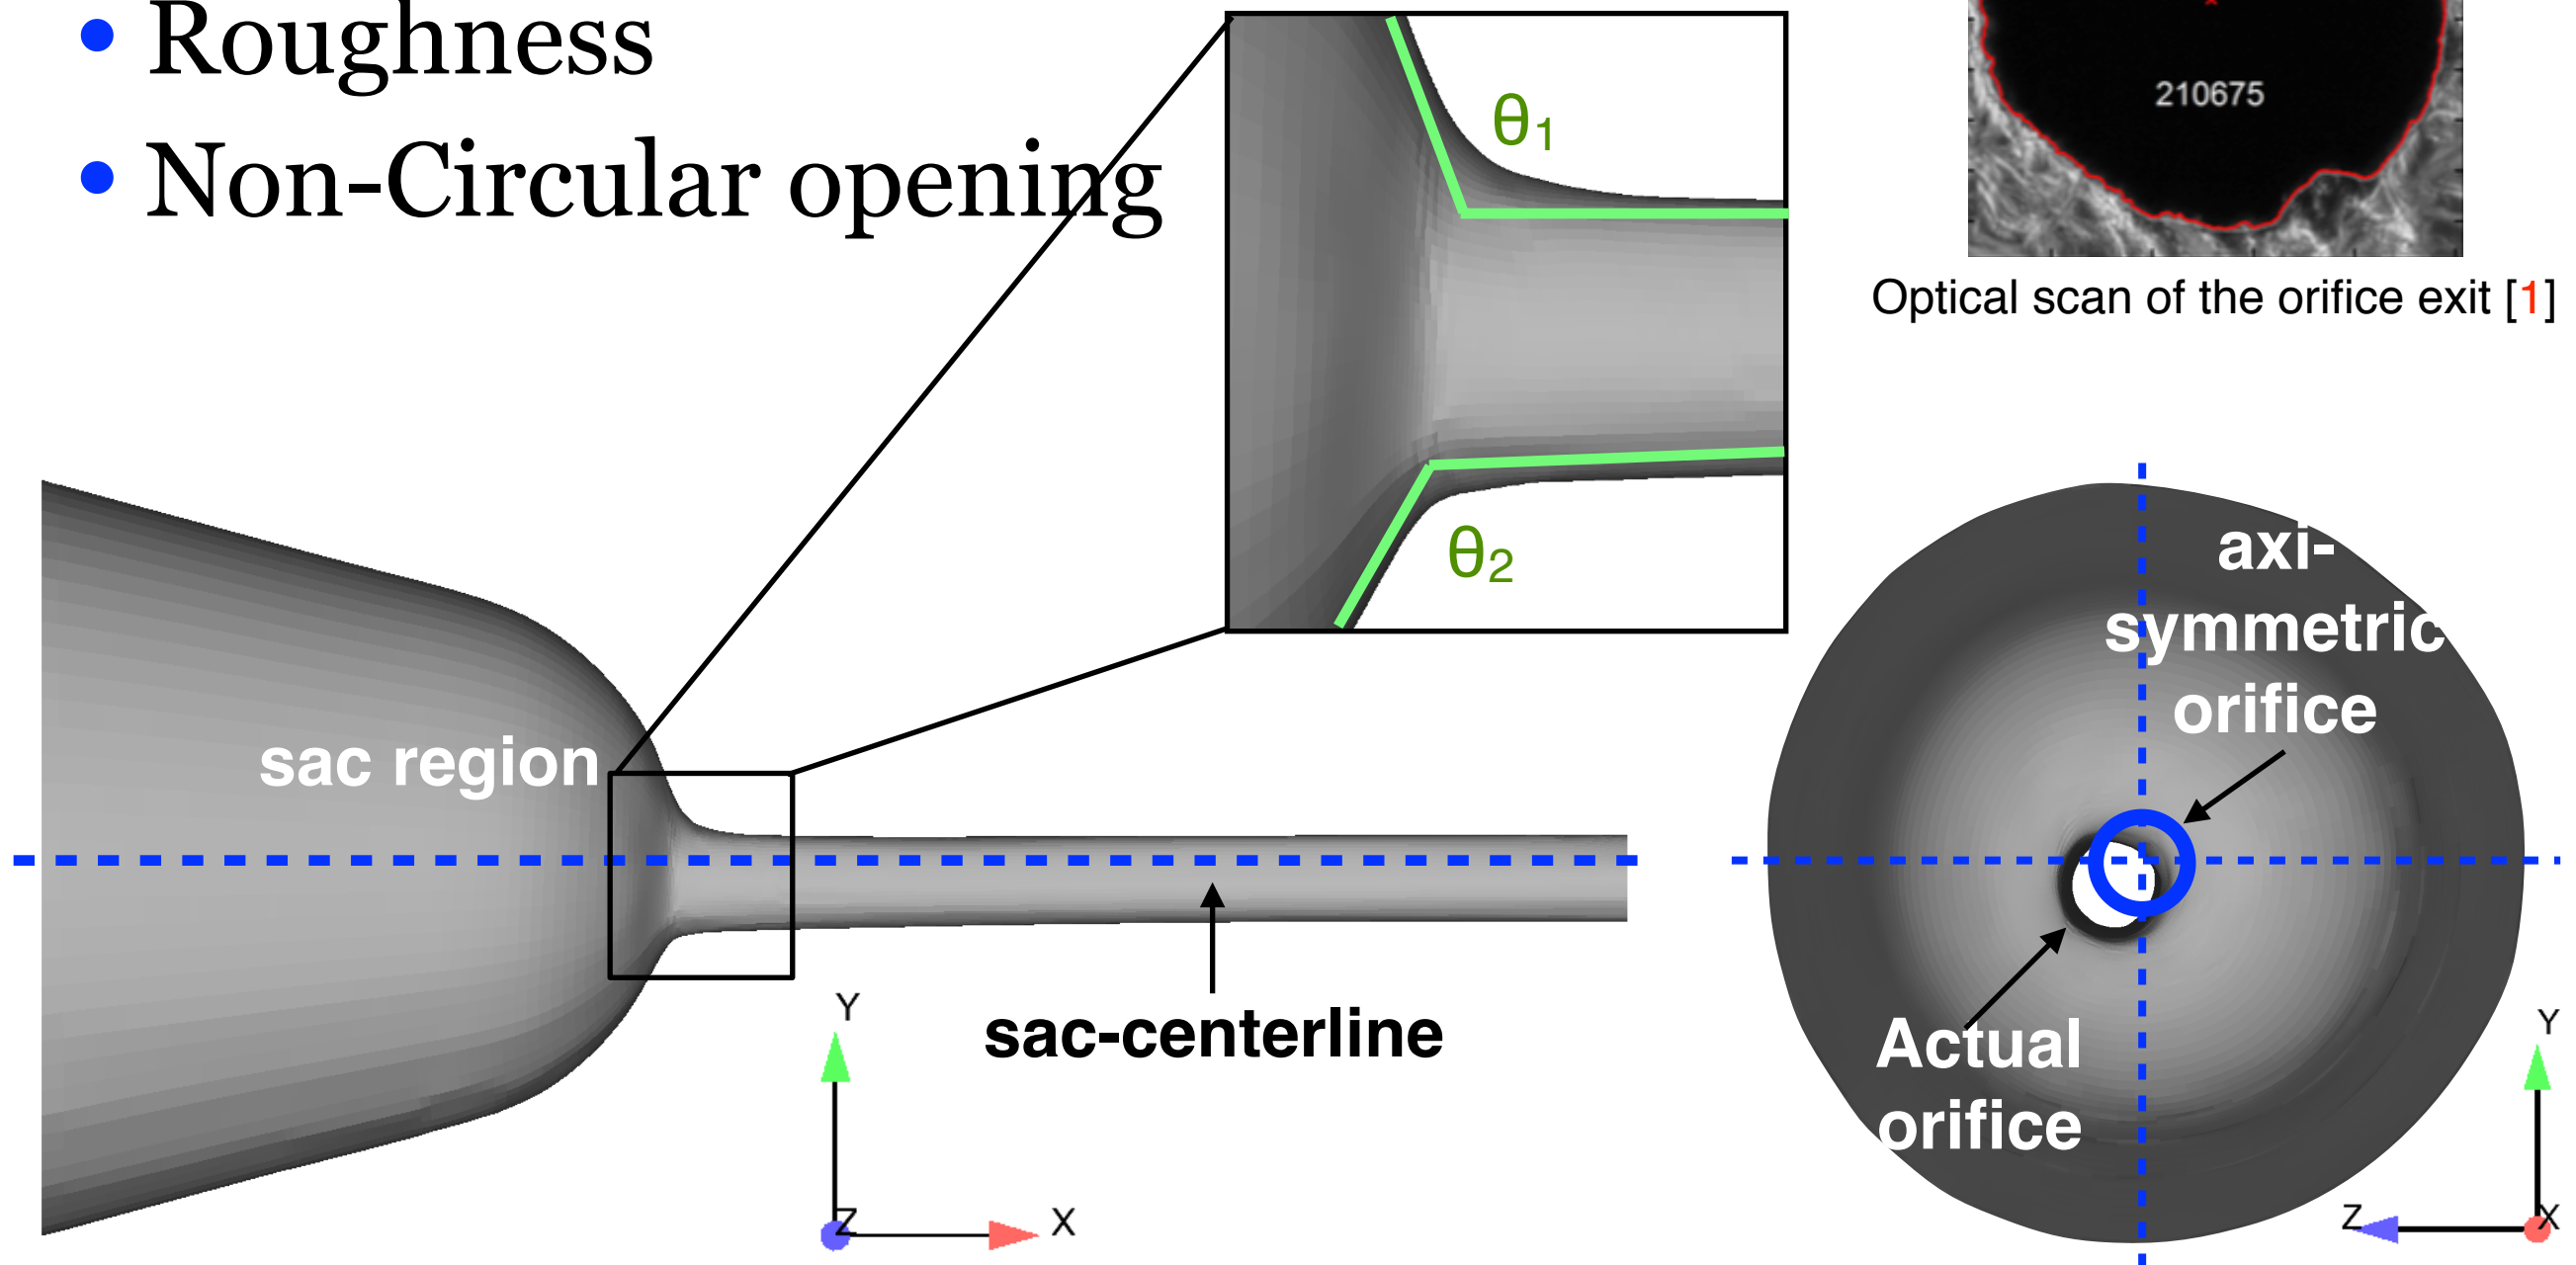 Roughness
Non-Circular opening
θ1
θ2
210675
Optical scan of the orifice exit [1]
sac region
sac-centerline
Y
Z
X
axi-
symmetric
orifice
Actual
orifice
Y
Z
X